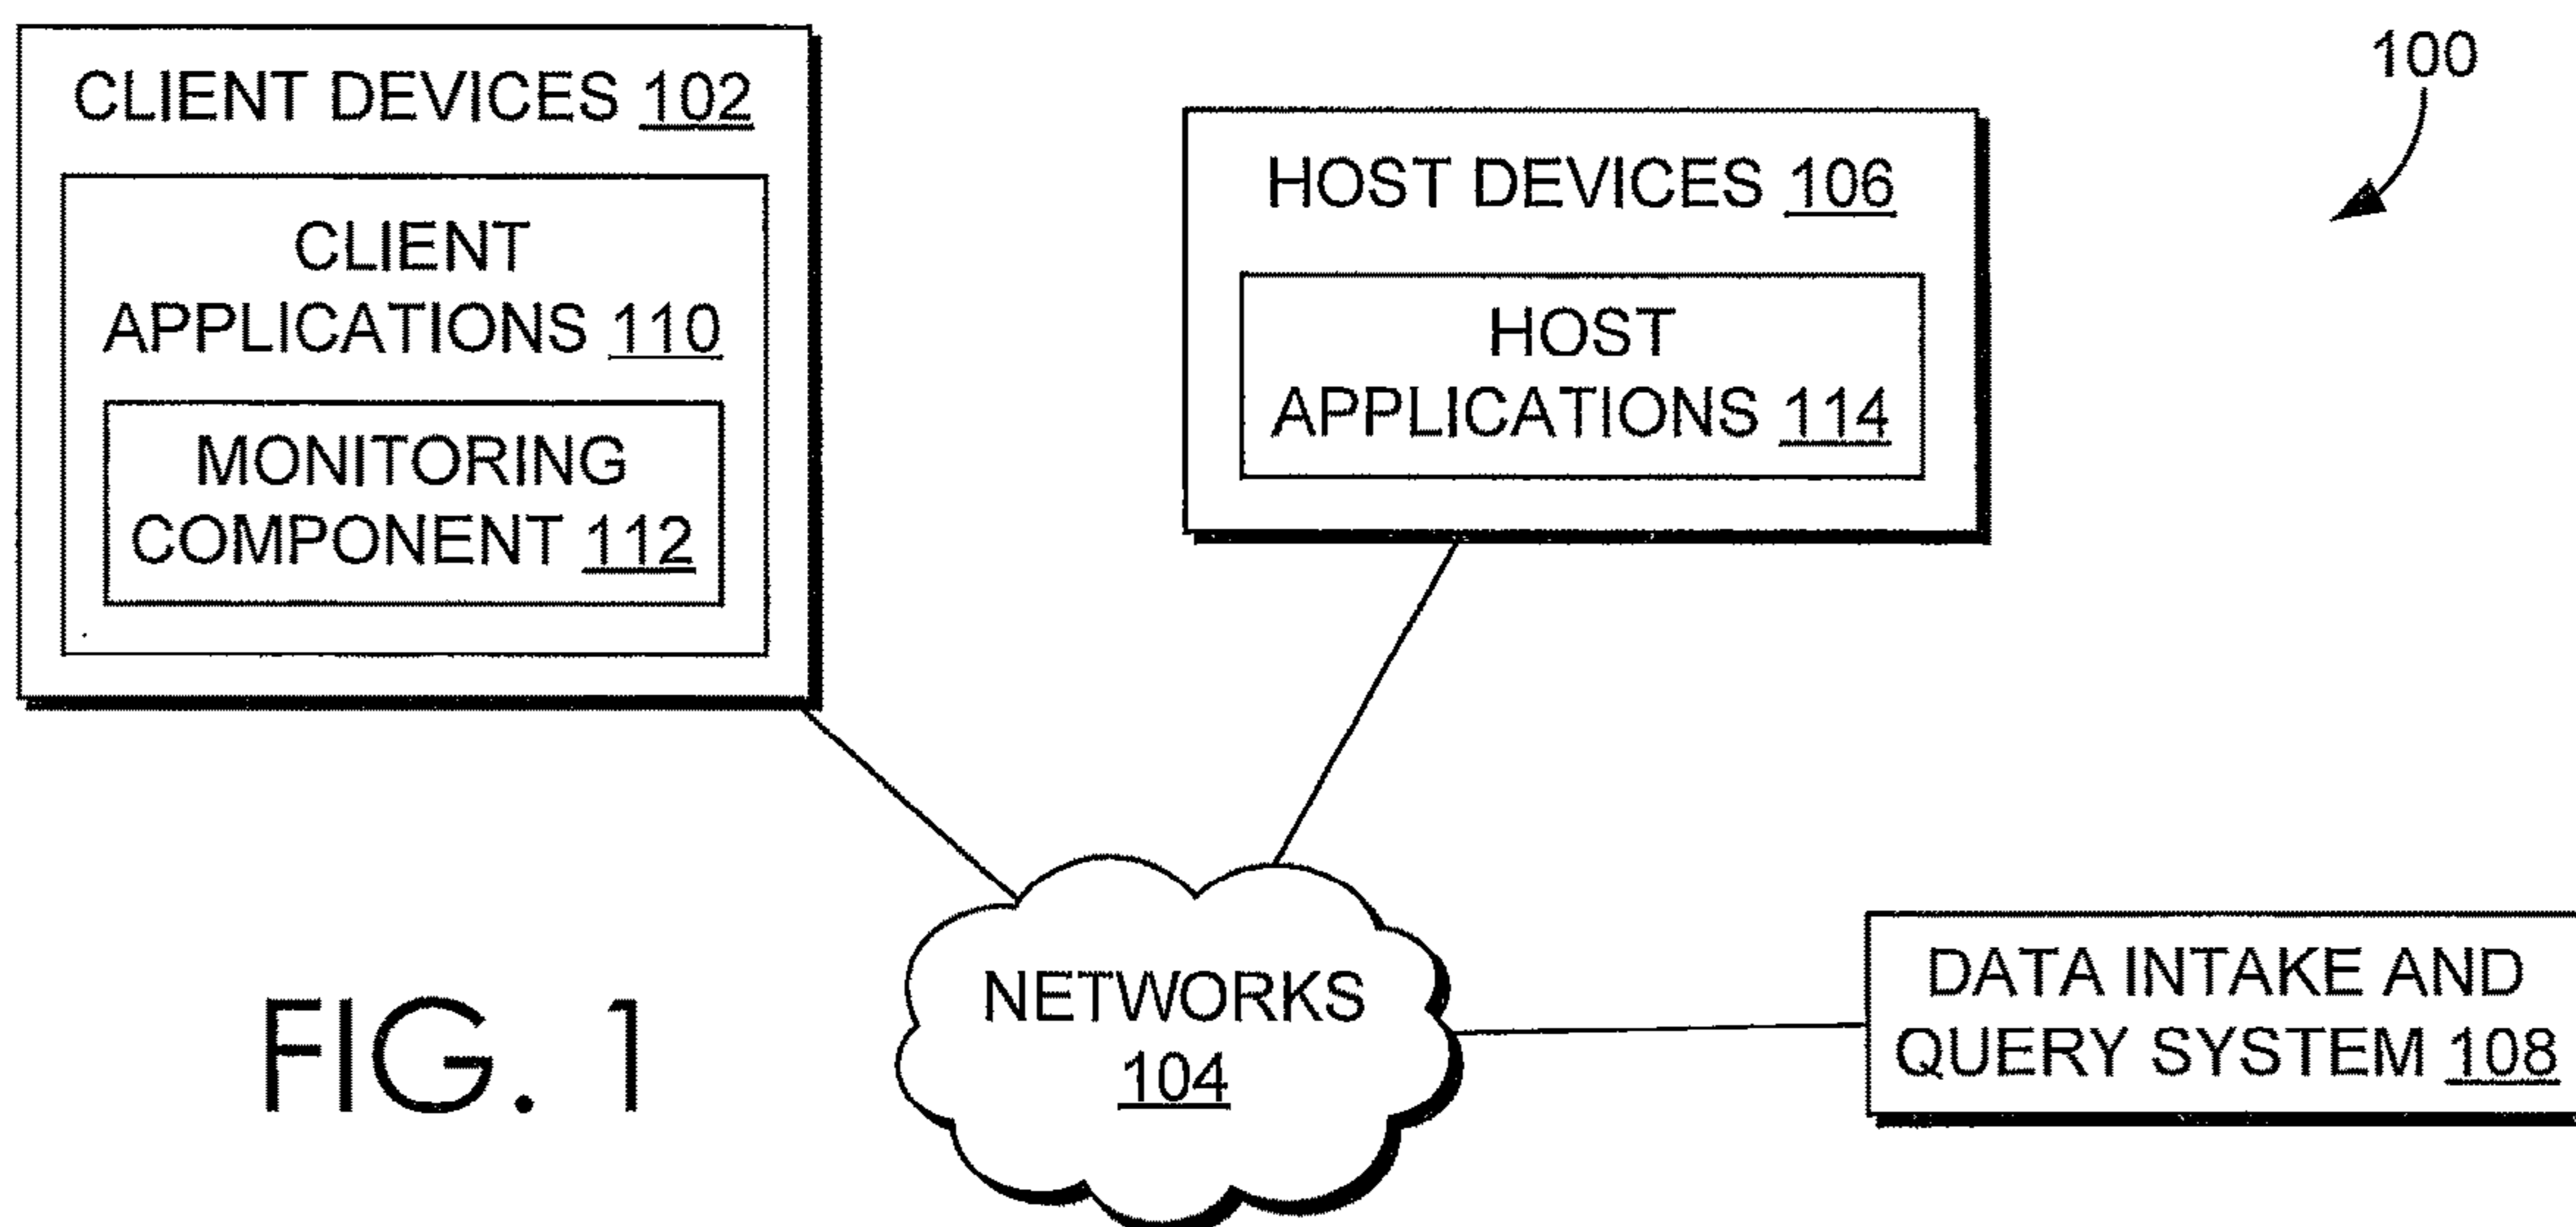 CLIENT DEVICES 102
CLIENT
APPLICATIONS 110
MONITORING
COMPONENT 112
HOST DEVICES 106
HOST
APPLICATIONS 114
100
NETWORKS
104
DATA INTAKE AND
QUERY SYSTEM 108
FIG. 1